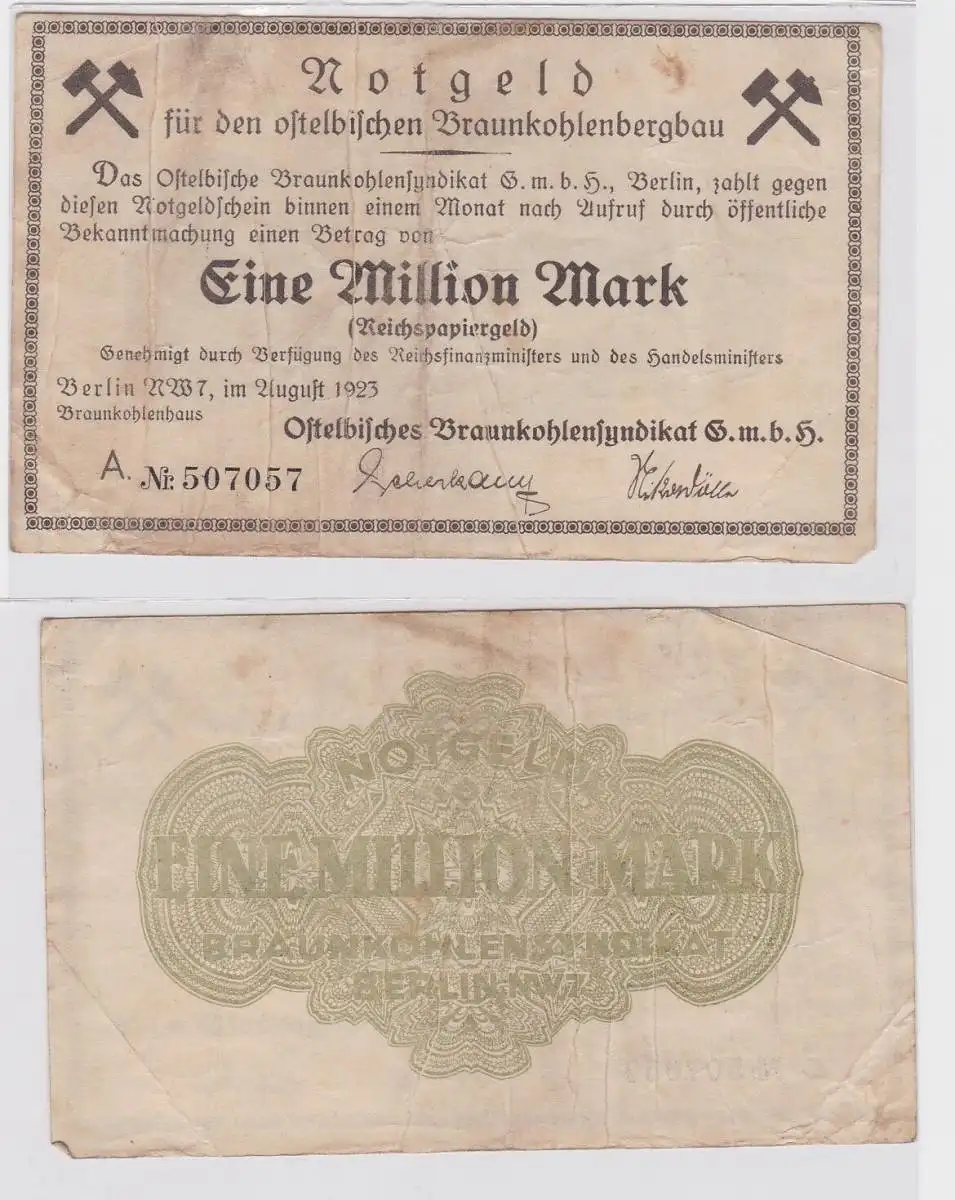 Notgeld
für den ostelbischen Braunkohlenbergbau
Das Ostelbische Braunkohlensyndikat G.m.b.H., Berlin, zahlt gegen
diesen Notgeldschein binnen einem Monat nach Aufruf durch öffentliche
Bekanntmachung einen Betrag von
Eine Million Mark
(Reichspapiergeld)
Genehmigt durch Verfügung des Reichsfinanzministers und des Handelsministers
Berlin NW7, im August 1923
Braunkohlenhaus
Ostelbisches Braunkohlensyndikat G.m.b.H.
A. Nr. 507057
NOTGELD
EINE MILLION MARK
BRAUNKOHLENSYNDIKAT
BERLIN NW7